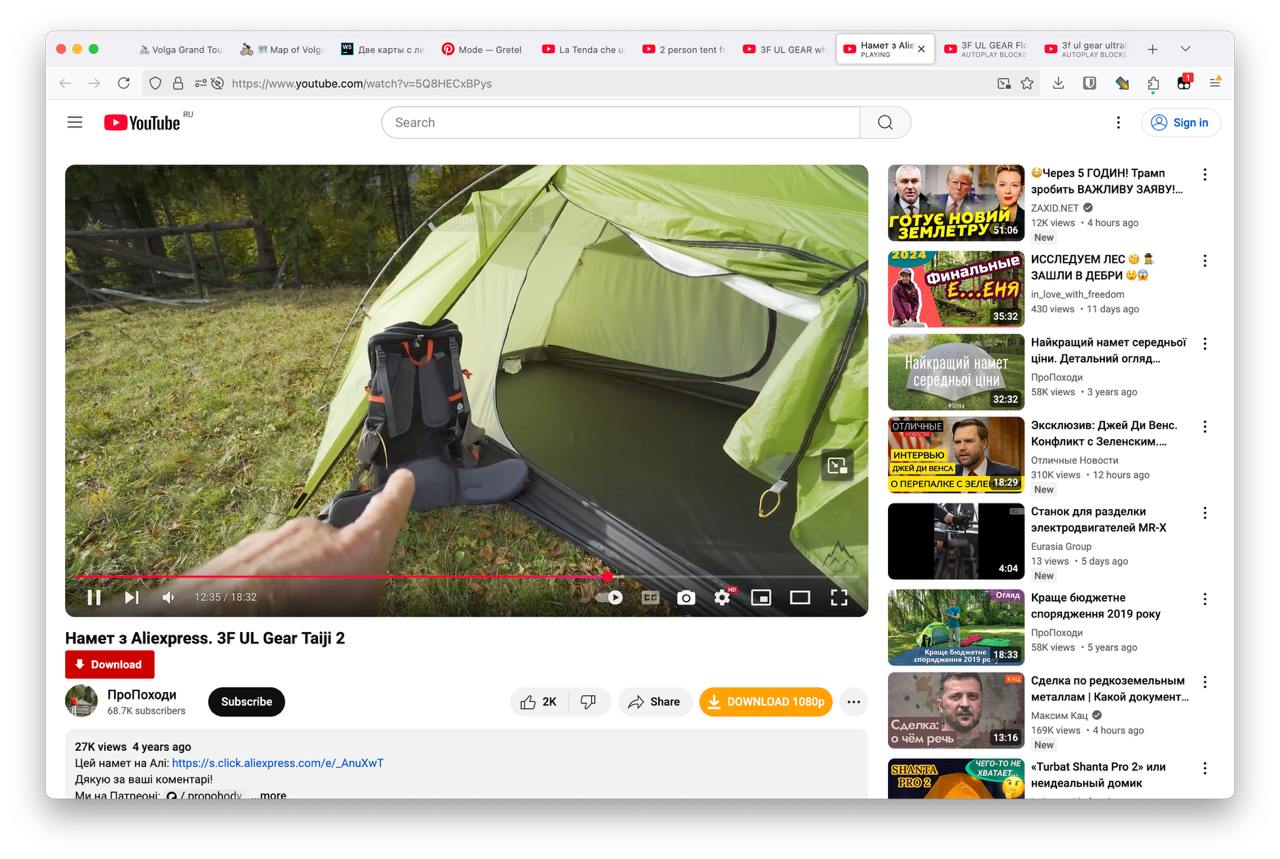 Volga Grand Tou
Map of Volga
WS
Две карты с ли
Mode — Gretel
La Tenda che u
2 person tent fo
3F UL GEAR wh
Намет з Alie
PLAYING
3F UL GEAR Flo
AUTOPLAY BLOCKE
3f ul gear ultral
AUTOPLAY BLOCKE
https://www.youtube.com/watch?v=5Q8HECxBPys
1
YouTube RU
Search
Sign in
12:35 / 18:32
CC
HD
Намет з Aliexpress. 3F UL Gear Taiji 2
Download
ПроПоходи
68.7K subscribers
Subscribe
2K
Share
DOWNLOAD 1080p
27K views 4 years ago
Цей намет на Алі: https://s.click.aliexpress.com/e/_AnuXwT
Дякую за ваші коментарі!
Ми на Патреоні: / propohody ...more
ГОТУЄ НОВИЙ
ЗЕМЛЕТРУ
51:06
😳Через 5 ГОДИН! Трамп
зробить ВАЖЛИВУ ЗАЯВУ!...
ZAXID.NET
12K views • 4 hours ago
New
2024
Финальные
Е...ЕНЯ
35:32
ИССЛЕДУЕМ ЛЕС
ЗАШЛИ В ДЕБРИ
in_love_with_freedom
430 views • 11 days ago
Найкращий намет
середньої ціни
32:32
Найкращий намет середньої
ціни. Детальний огляд...
ПроПоходи
58K views • 3 years ago
ОТЛИЧНЫЕ
НОВОСТИ
ИНТЕРВЬЮ
ДЖЕЙ ДИ ВЕНСА
О ПЕРЕПАЛКЕ С ЗЕЛЕН
18:29
Эксклюзив: Джей Ди Венс.
Конфликт с Зеленским....
Отличные Новости
310K views • 12 hours ago
New
4:04
Станок для разделки
электродвигателей MR-X
Eurasia Group
13 views • 5 days ago
New
Огляд
Краще бюджетне
спорядження 2019 ро
18:33
Краще бюджетне
спорядження 2019 року
ПроПоходи
58K views • 5 years ago
КАЦ
Сделка:
о чём речь
13:16
Сделка по редкоземельным
металлам | Какой документ...
Максим Кац
169K views • 4 hours ago
New
SHANTA
PRO 2
ЧЕГО-ТО НЕ
ХВАТАЕТ...
«Turbat Shanta Pro 2» или
неидеальный домик